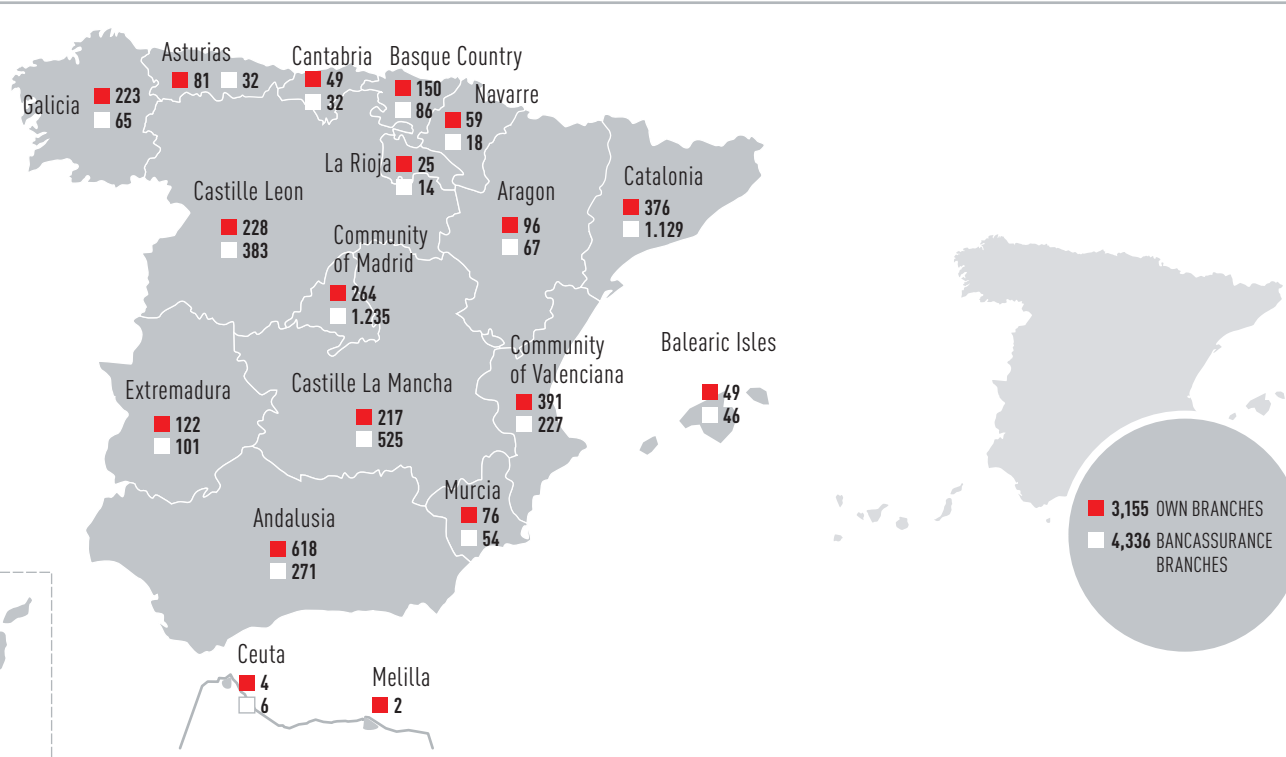 Asturias
81 32
Cantabria
49
32
Basque Country
150
86
Navarre
59
18
Galicia
223
65
La Rioja
25
14
Castille Leon
228
383
Aragon
96
67
Catalonia
376
1.129
Community
of Madrid
264
1.235
Community
of Valenciana
391
227
Balearic Isles
49
46
Extremadura
122
101
Castille La Mancha
217
525
Murcia
76
54
Andalusia
618
271
Ceuta
4
6
Melilla
2
3,155 OWN BRANCHES
4,336 BANCASSURANCE
BRANCHES